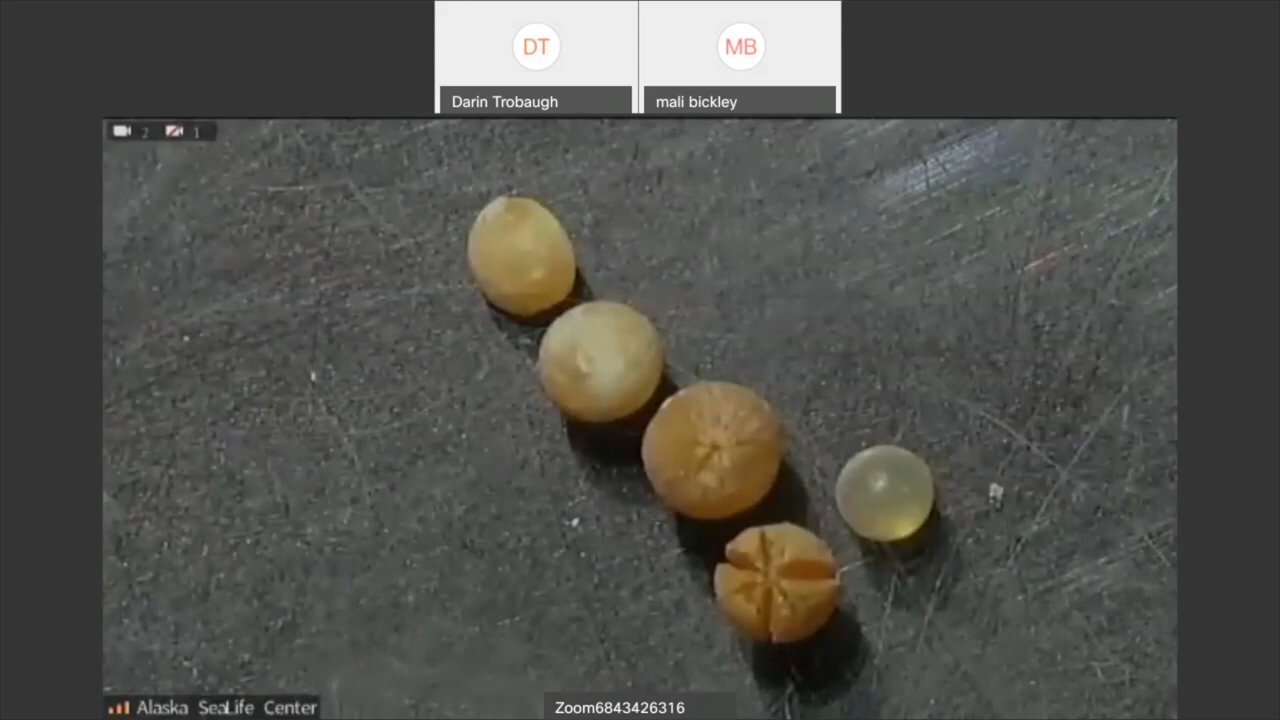 DT
MB
Darin Trobaugh
mali bickley
2 1
Alaska SeaLife Center
Zoom6843426316